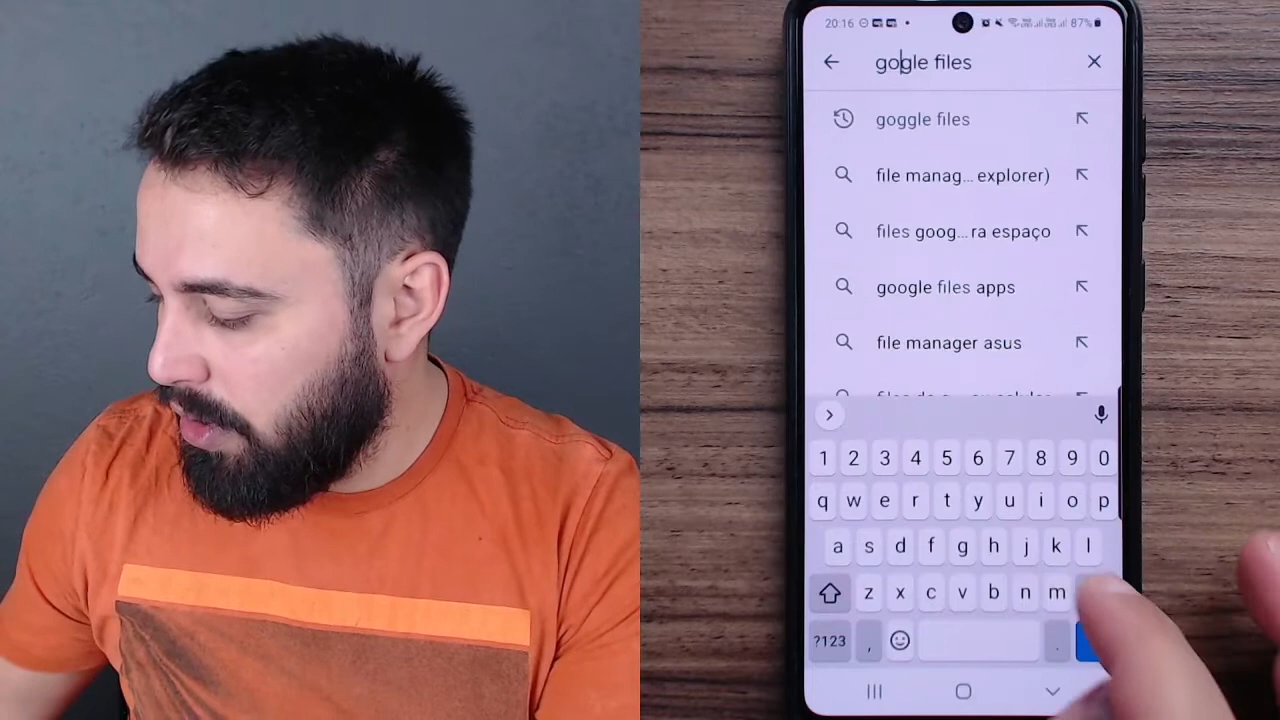 20:16 87%
gogle files
goggle files
file manag... explorer)
files goog...ra espaço
google files apps
file manager asus
1 2 3 4 5 6 7 8 9 0
q w e r t y u i o p
a s d f g h j k l
z x c v b n m
?123 , .